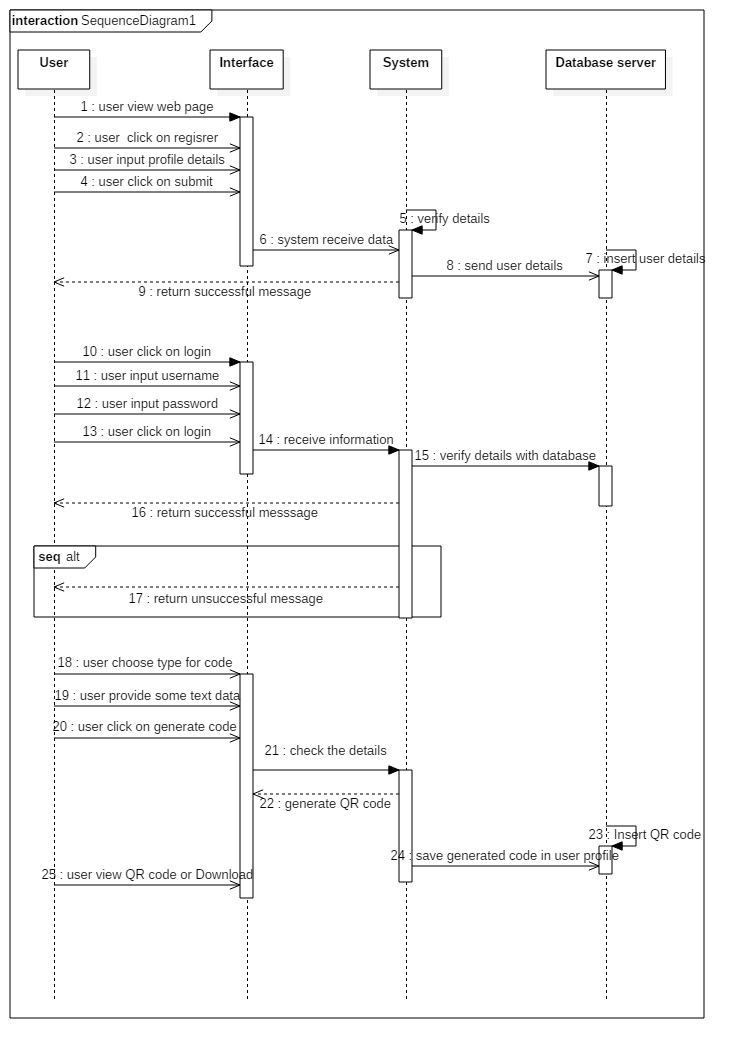 interaction SequenceDiagram1
User
Interface
System
Database server
1 : user view web page
2 : user  click on regisrer
3 : user input profile details
4 : user click on submit
5 : verify details
6 : system receive data
7 : insert user details
8 : send user details
9 : return successful message
10 : user click on login
11 : user input username
12 : user input password
13 : user click on login
14 : receive information
15 : verify details with database
16 : return successful messsage
seq alt
17 : return unsuccessful message
18 : user choose type for code
19 : user provide some text data
20 : user click on generate code
21 : check the details
22 : generate QR code
23 : Insert QR code
24 : save generated code in user profile
25 : user view QR code or Download